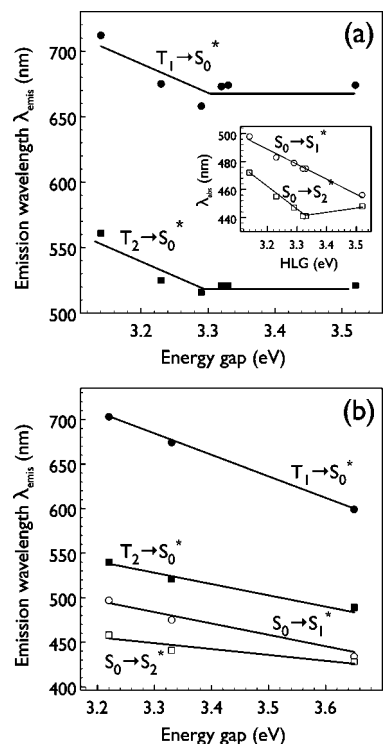 (a)
700
650
600
550
500
Emission wavelength λemis (nm)
T1→S0*
T2→S0*
500
480
460
440
λabs (nm)
S0→S1*
S0→S2*
3.2 3.3 3.4 3.5
HLG (eV)
3.2 3.3 3.4 3.5
Energy gap (eV)
(b)
700
650
600
550
500
450
400
Emission wavelength λemis (nm)
T1→S0*
T2→S0*
S0→S1*
S0→S2*
3.2 3.3 3.4 3.5 3.6
Energy gap (eV)